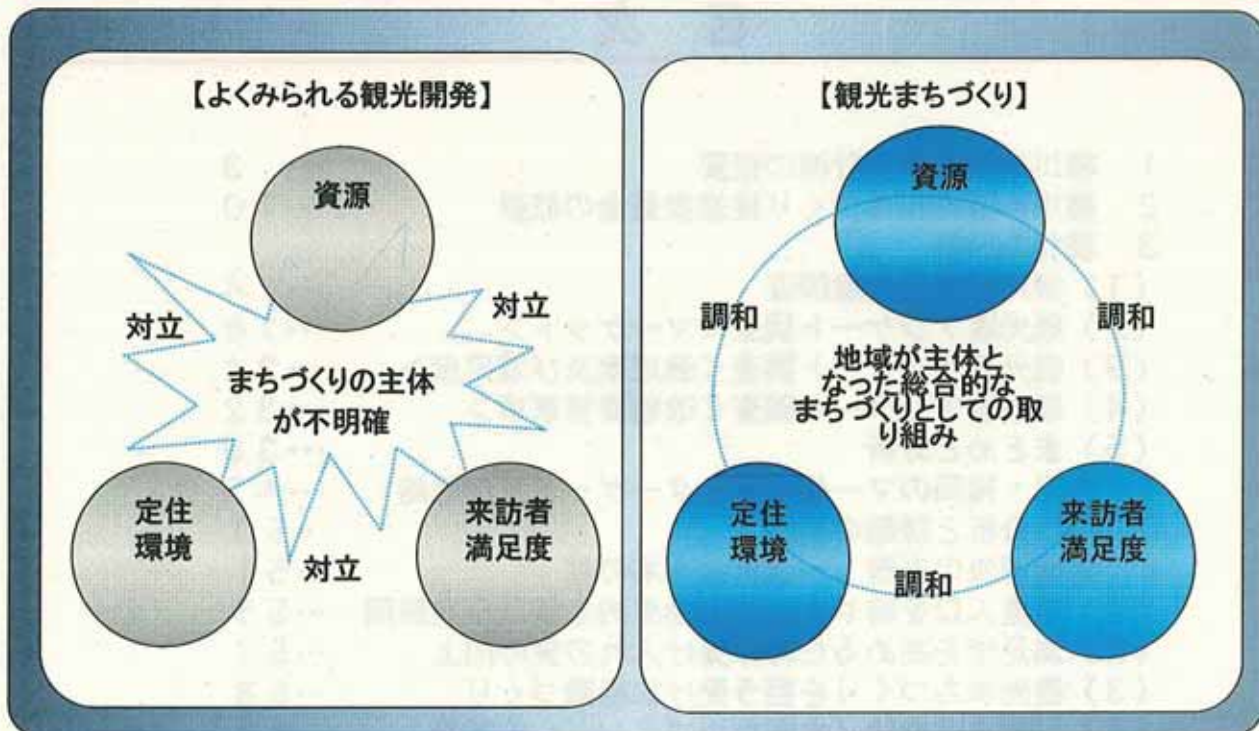 【よくみられる観光開発】
資源
対立
対立
まちづくりの主体
が不明確
定住
環境
来訪者
満足度
対立
【観光まちづくり】
資源
調和
調和
地域が主体と
なった総合的な
まちづくりとしての取
り組み
定住
環境
来訪者
満足度
調和